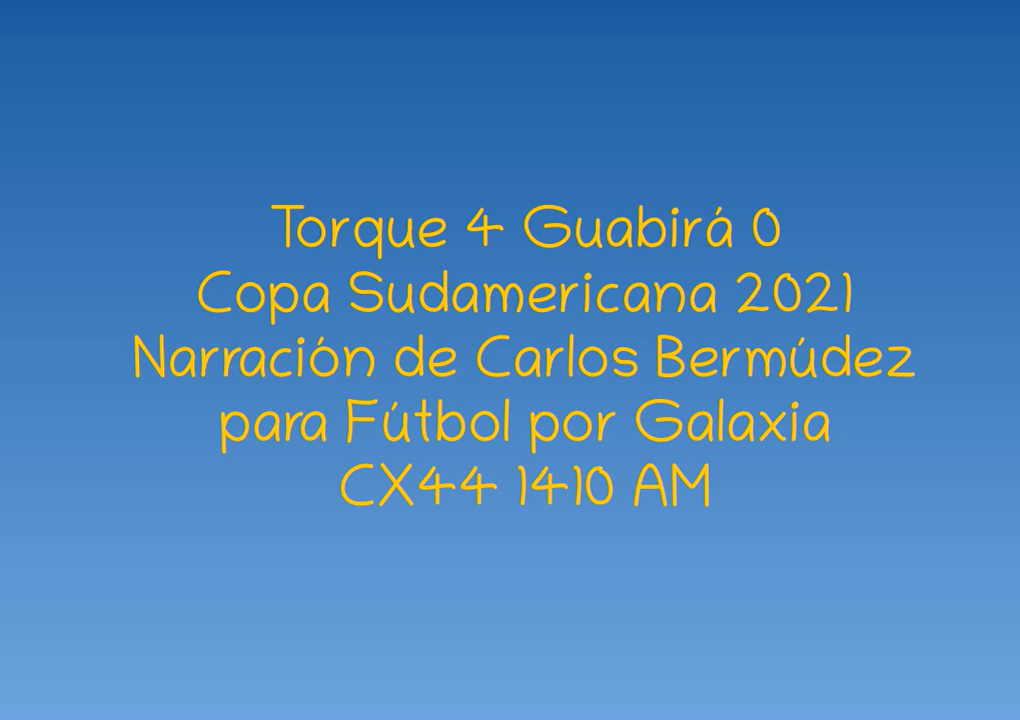 Torque 4 Guabirá 0
Copa Sudamericana 2021
Narración de Carlos Bermúdez
para Fútbol por Galaxia
CX44 1410 AM